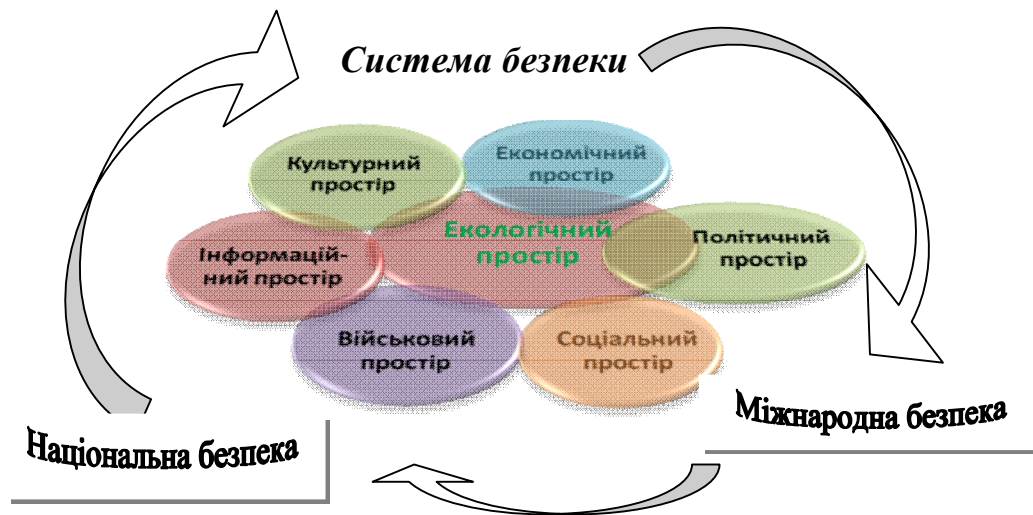 Система безпеки
Культурний
простір
Економічний
простір
Екологічний
простір
Інформацій-
ний простір
Політичний
простір
Військовий
простір
Соціальний
простір
Міжнародна безпека
Національна безпека